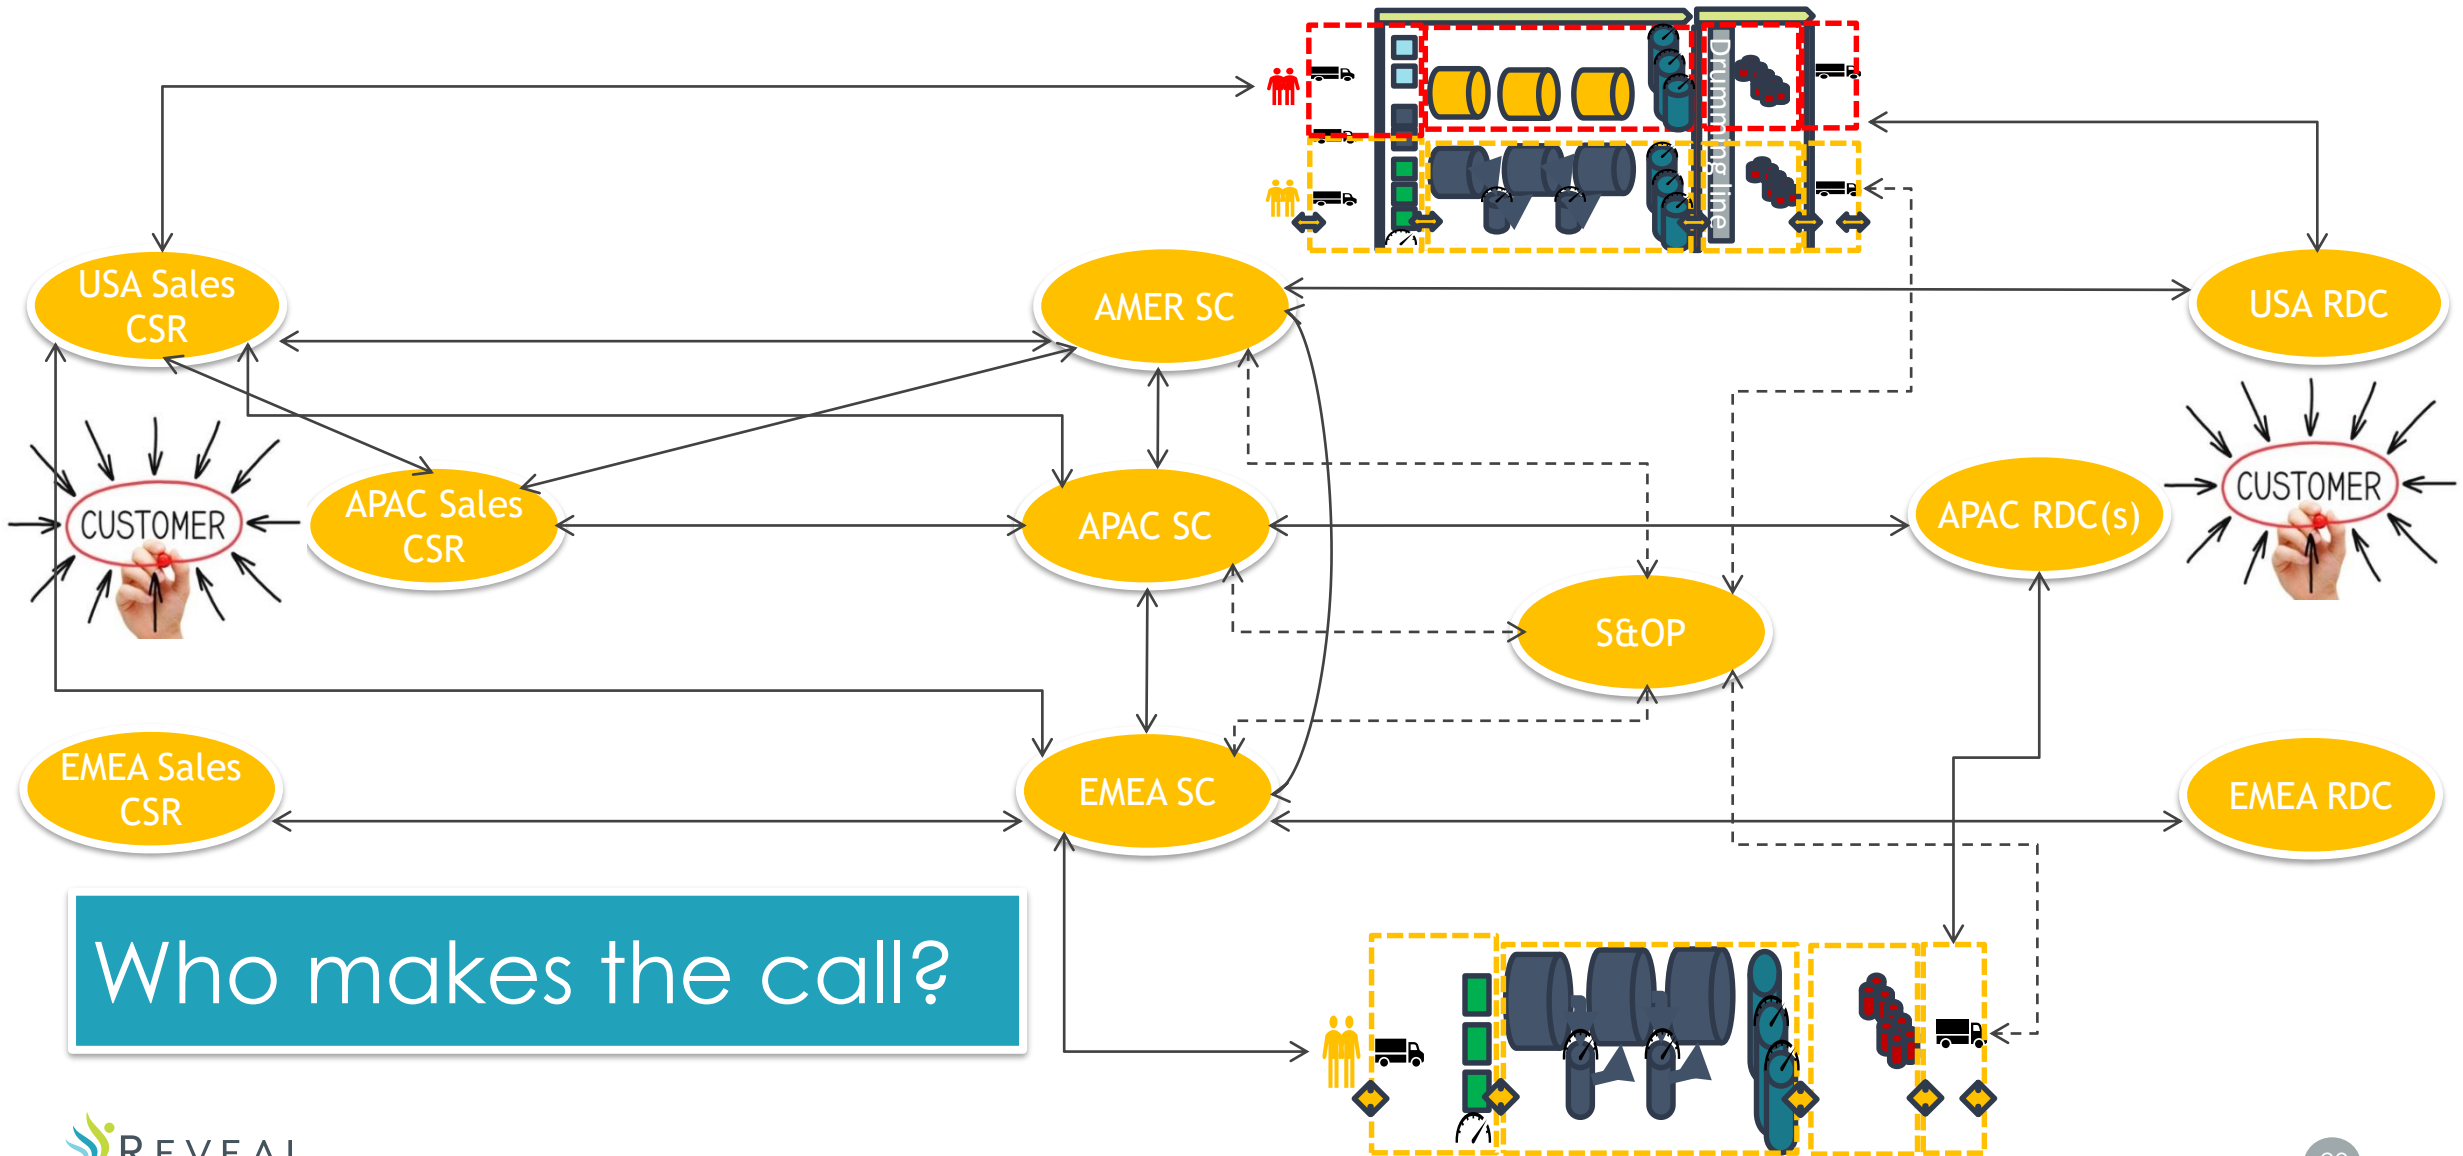 Drumming line
USA Sales
CSR
AMER SC
USA RDC
CUSTOMER
APAC Sales
CSR
APAC SC
APAC RDC(s)
CUSTOMER
S&OP
EMEA Sales
CSR
EMEA SC
EMEA RDC
Who makes the call?
REVEAL